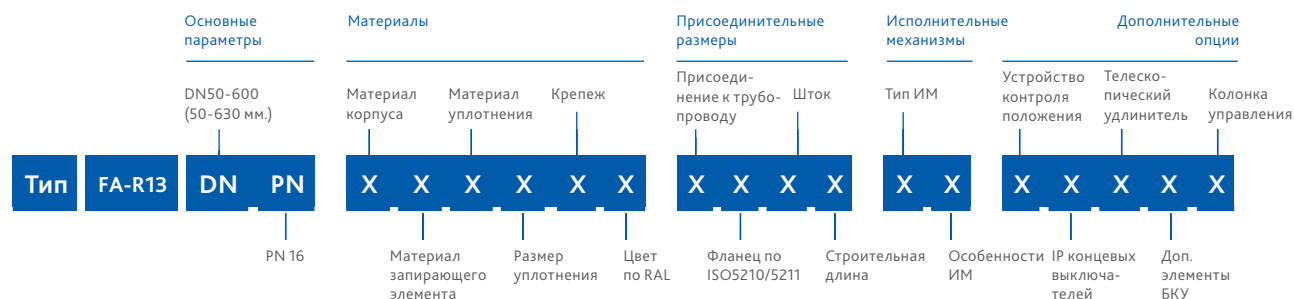 Основные
параметры
Материалы
Присоединительные
размеры
Исполнительные
механизмы
Дополнительные
опции
DN50-600
(50-630 мм.)
Материал
корпуса
Материал
уплотнения
Крепеж
Присоеди-
нение к трубо-
проводу
Шток
Тип ИМ
Устройство
контроля
положения
Телеско-
пический
удлинитель
Колонка
управления
Тип FA-R13 DN PN X X X X X X X X X X X X X X X X X
PN 16
Материал
запирающего
элемента
Размер
уплотнения
Цвет
по RAL
Фланец по
ISO5210/5211
Строительная
длина
Особенности
ИМ
IP концевых
выключа-
телей
Доп.
элементы
БКУ